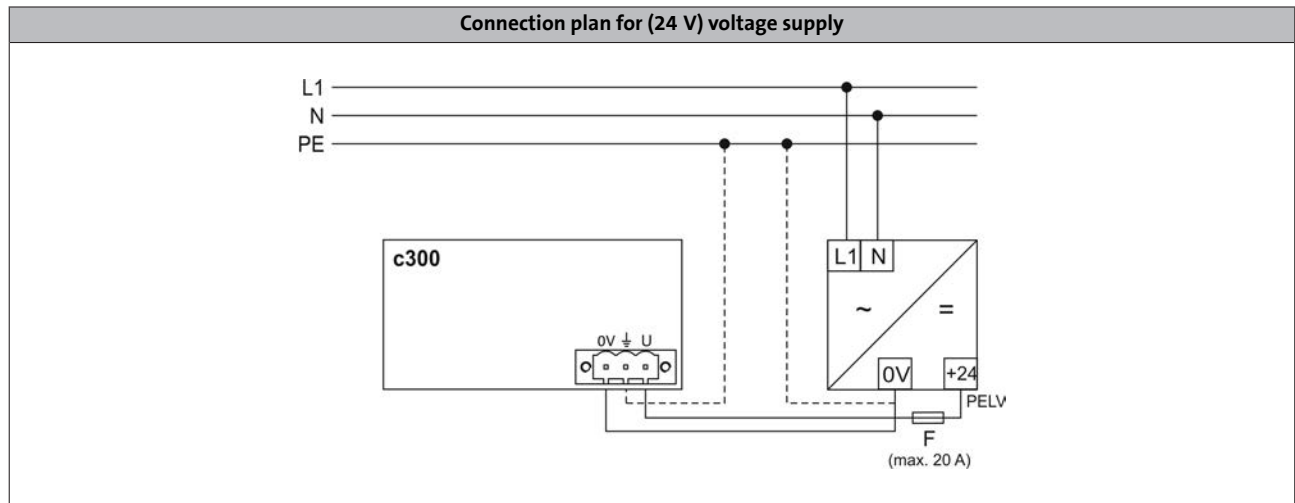 Connection plan for (24 V) voltage supply
L1
N
PE
c300
L1 N
~ =
0V ⏚ U
0V +24
PELV
F
(max. 20 A)